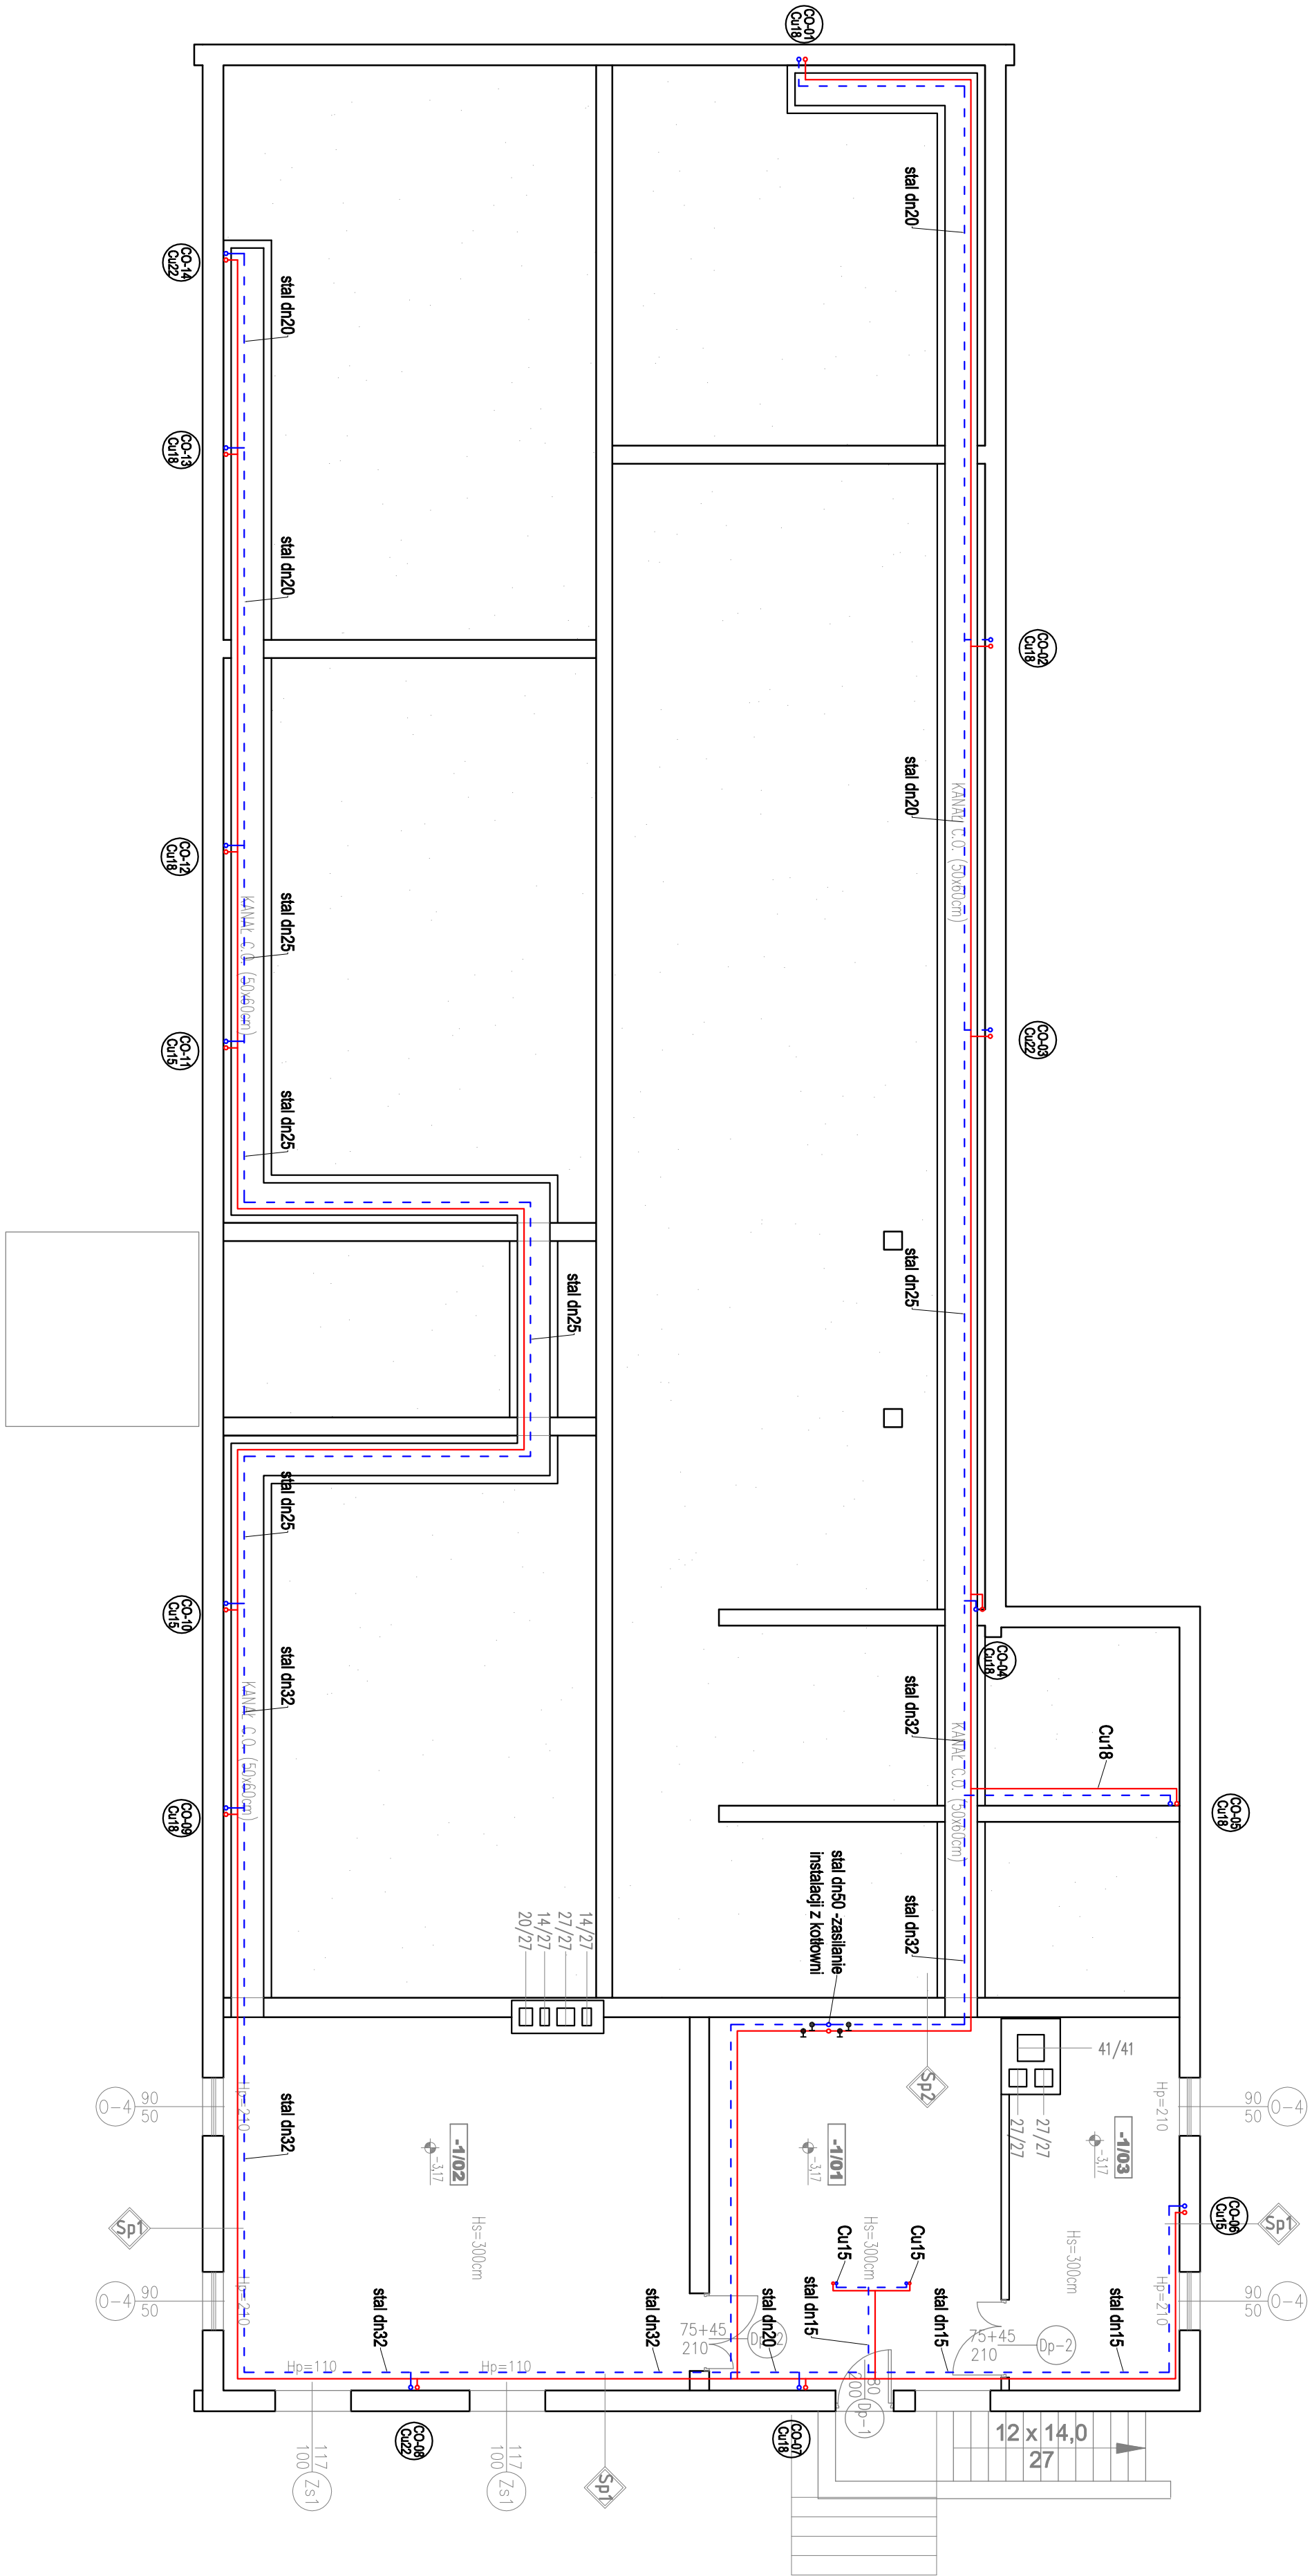 CO-01
Cu18
stal dn20
CO-14
Cu22
stal dn20
CO-13
Cu18
stal dn20
CO-02
Cu18
stal dn20
KANAŁ C.O. (50x60cm)
CO-12
Cu18
stal dn25
KANAŁ C.O. (50x60cm)
CO-11
Cu15
stal dn25
CO-03
Cu22
stal dn25
stal dn25
stal dn25
CO-10
Cu15
stal dn32
KANAŁ C.O. (50x60cm)
CO-09
Cu18
CO-04
Cu18
stal dn32
KANAŁ C.O. (50x60cm)
Cu18
CO-05
Cu18
stal dn50 -zasilanie
instalacji z kotłowni
stal dn32
14/27
27/27
14/27
20/27
Sp2
41/41
27/27
27/27
O-4
90
50
Hp=210
stal dn32
-1/02
-3,17
-1/01
-3,17
-1/03
-3,17
Hp=210
90
50
O-4
Sp1
Hs=300cm
Hs=300cm
Hs=300cm
CO-06
Cu15
Sp1
Cu15
Cu15
O-4
90
50
Hp=210
stal dn32
stal dn32
stal dn20
stal dn15
stal dn15
stal dn15
75+45
210
Dp-2
75+45
210
Dp-2
Hp=210
90
50
O-4
Hp=110
Hp=110
80
200
Dp-1
CO-08
Cu22
CO-07
Cu18
12 x 14,0
27
117
100
Zs1
117
100
Zs1
Sp1